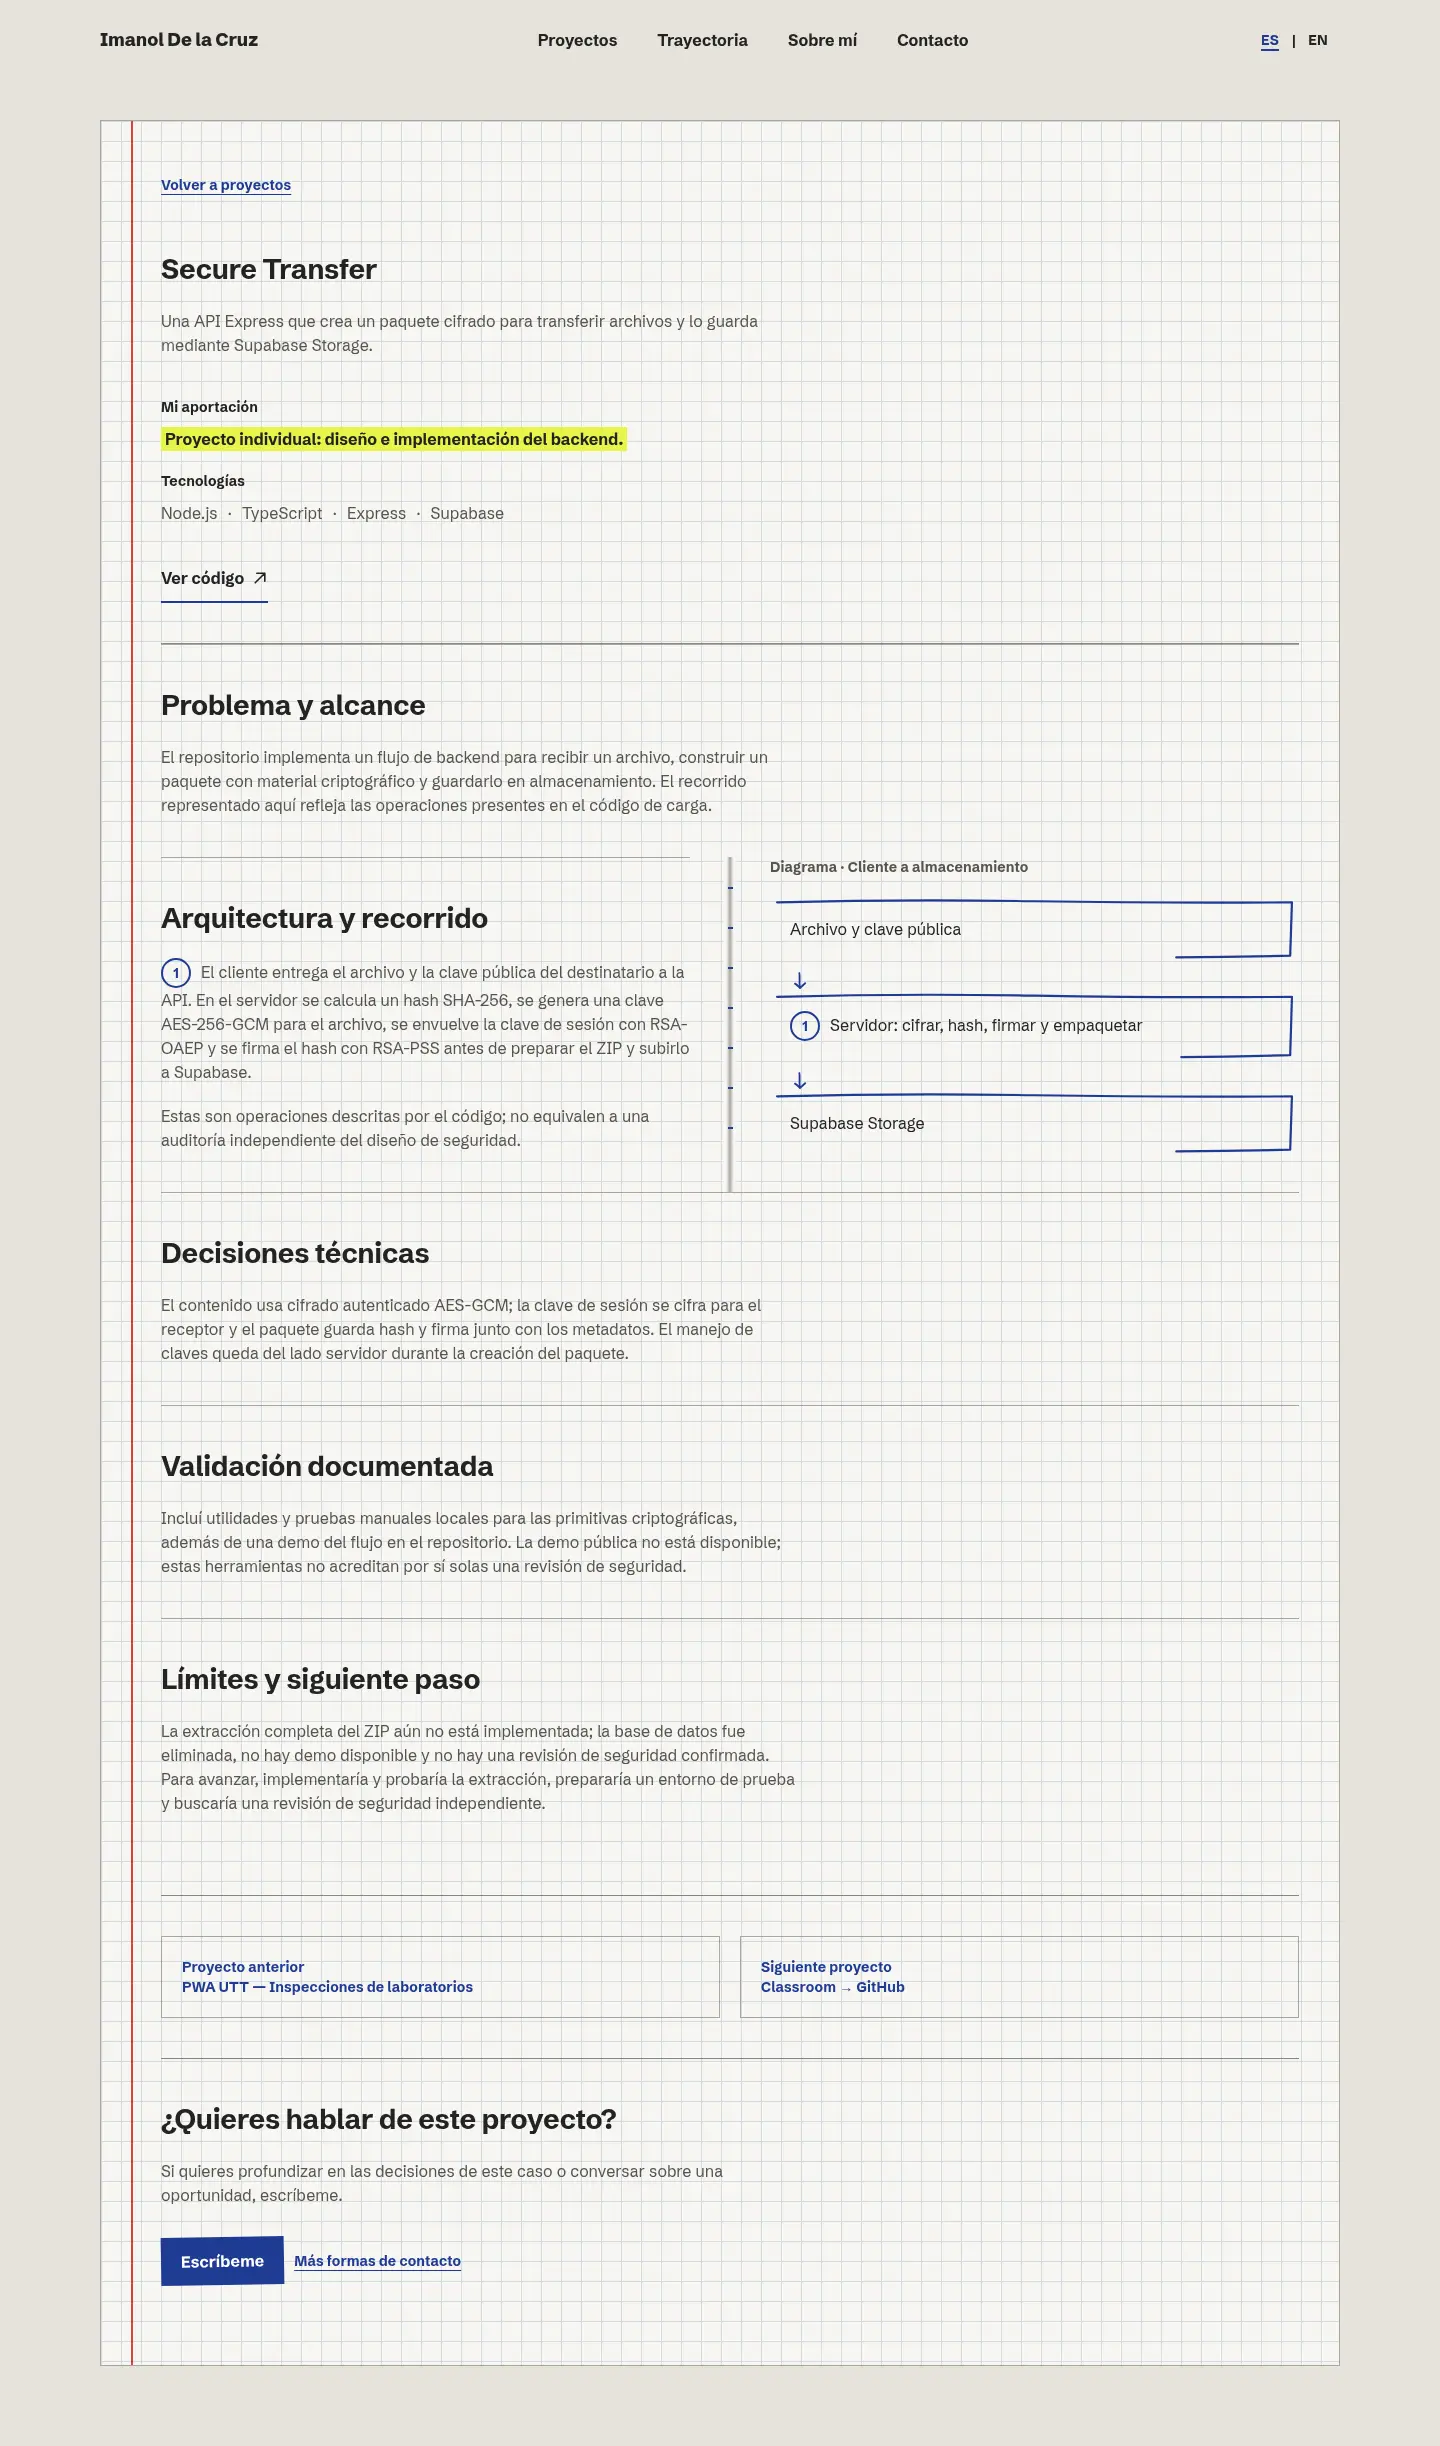 Imanol De la Cruz
Proyectos
Trayectoria
Sobre mí
Contacto
ES | EN
Volver a proyectos
Secure Transfer
Una API Express que crea un paquete cifrado para transferir archivos y lo guarda
mediante Supabase Storage.
Mi aportación
Proyecto individual: diseño e implementación del backend.
Tecnologías
Node.js · TypeScript · Express · Supabase
Ver código ↗
Problema y alcance
El repositorio implementa un flujo de backend para recibir un archivo, construir un
paquete con material criptográfico y guardarlo en almacenamiento. El recorrido
representado aquí refleja las operaciones presentes en el código de carga.
Arquitectura y recorrido
1 El cliente entrega el archivo y la clave pública del destinatario a la
API. En el servidor se calcula un hash SHA-256, se genera una clave
AES-256-GCM para el archivo, se envuelve la clave de sesión con RSA-
OAEP y se firma el hash con RSA-PSS antes de preparar el ZIP y subirlo
a Supabase.
Estas son operaciones descritas por el código; no equivalen a una
auditoría independiente del diseño de seguridad.
Diagrama · Cliente a almacenamiento
Archivo y clave pública
↓
1 Servidor: cifrar, hash, firmar y empaquetar
↓
Supabase Storage
Decisiones técnicas
El contenido usa cifrado autenticado AES-GCM; la clave de sesión se cifra para el
receptor y el paquete guarda hash y firma junto con los metadatos. El manejo de
claves queda del lado servidor durante la creación del paquete.
Validación documentada
Incluí utilidades y pruebas manuales locales para las primitivas criptográficas,
además de una demo del flujo en el repositorio. La demo pública no está disponible;
estas herramientas no acreditan por sí solas una revisión de seguridad.
Límites y siguiente paso
La extracción completa del ZIP aún no está implementada; la base de datos fue
eliminada, no hay demo disponible y no hay una revisión de seguridad confirmada.
Para avanzar, implementaría y probaría la extracción, prepararía un entorno de prueba
y buscaría una revisión de seguridad independiente.
Proyecto anterior
PWA UTT — Inspecciones de laboratorios
Siguiente proyecto
Classroom → GitHub
¿Quieres hablar de este proyecto?
Si quieres profundizar en las decisiones de este caso o conversar sobre una
oportunidad, escríbeme.
Escríbeme
Más formas de contacto